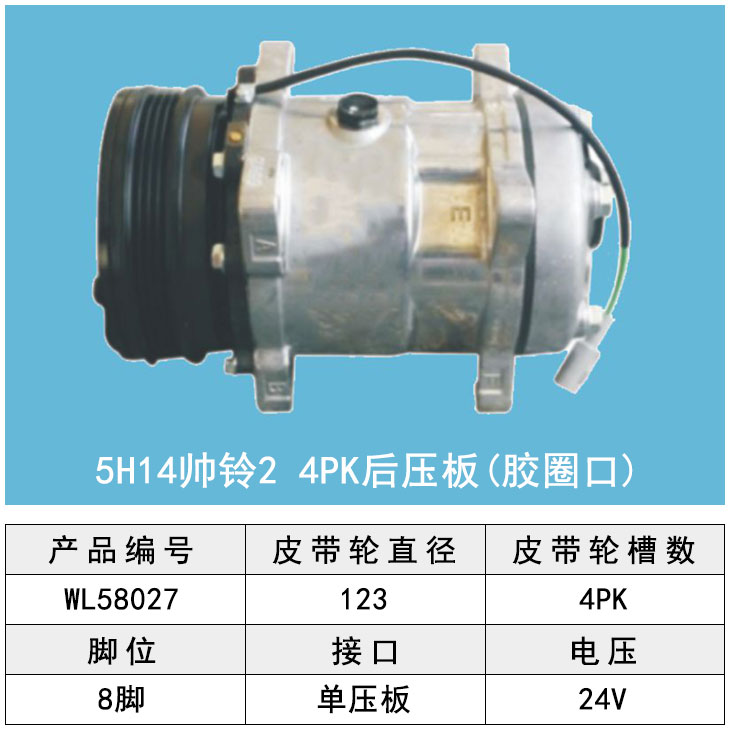 A
E
B
H
5H14帅铃2 4PK后压板(胶圈口)
产品编号 皮带轮直径 皮带轮槽数
WL58027 123 4PK
脚位 接口 电压
8脚 单压板 24V